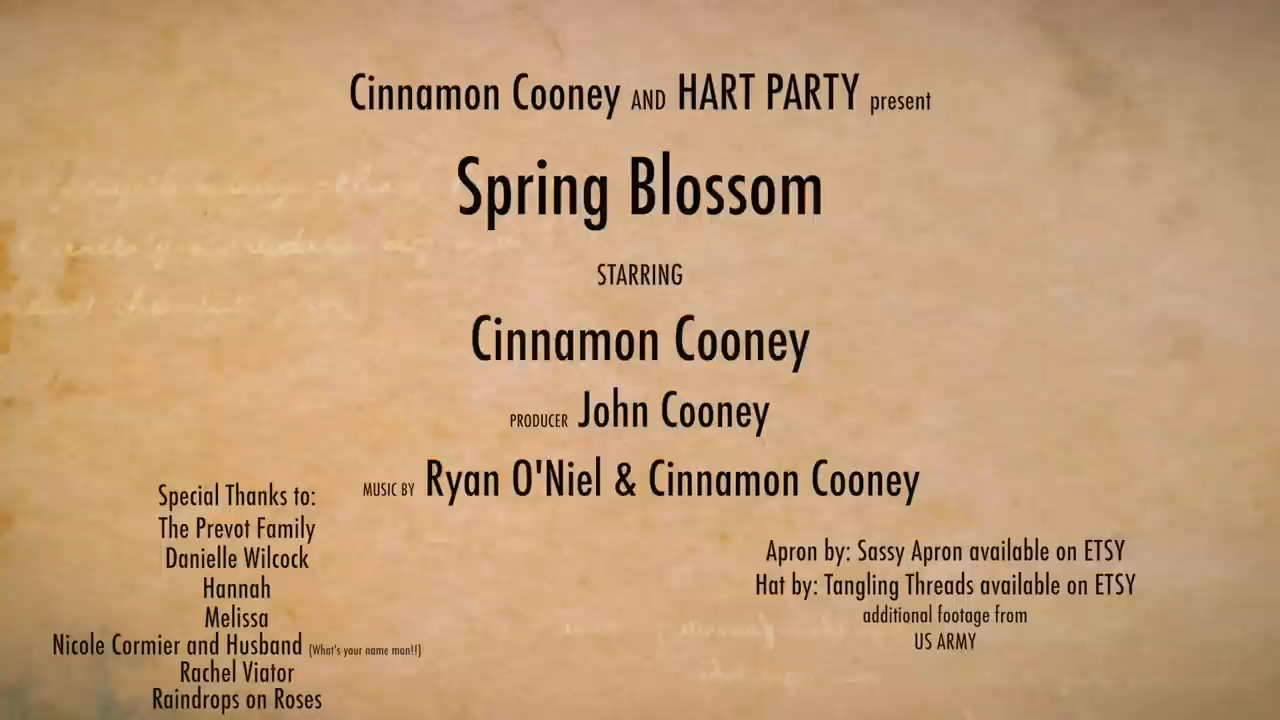 Cinnamon Cooney AND HART PARTY present
Spring Blossom
STARRING
Cinnamon Cooney
PRODUCER John Cooney
MUSIC BY Ryan O'Niel & Cinnamon Cooney
Special Thanks to:
The Prevot Family
Danielle Wilcock
Hannah
Melissa
Nicole Cormier and Husband (What's your name man!!)
Rachel Viator
Raindrops on Roses
Apron by: Sassy Apron available on ETSY
Hat by: Tangling Threads available on ETSY
additional footage from
US ARMY